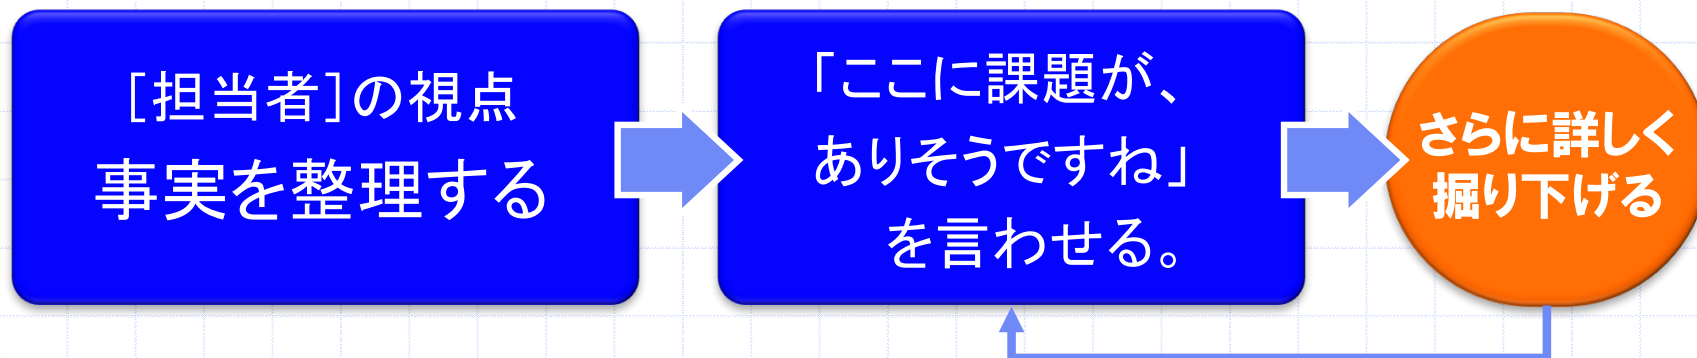 [担当者]の視点
事実を整理する
「ここに課題が、
ありそうですね」
を言わせる。
さらに詳しく
掘り下げる